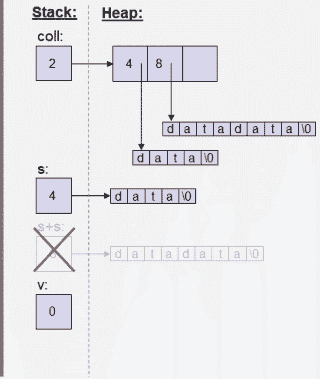 Stack: Heap:
coll:
2 4 8
d a t a d a t a \0
d a t a \0
s:
4 d a t a \0
s+s:
d a t a d a t a \0
v:
0